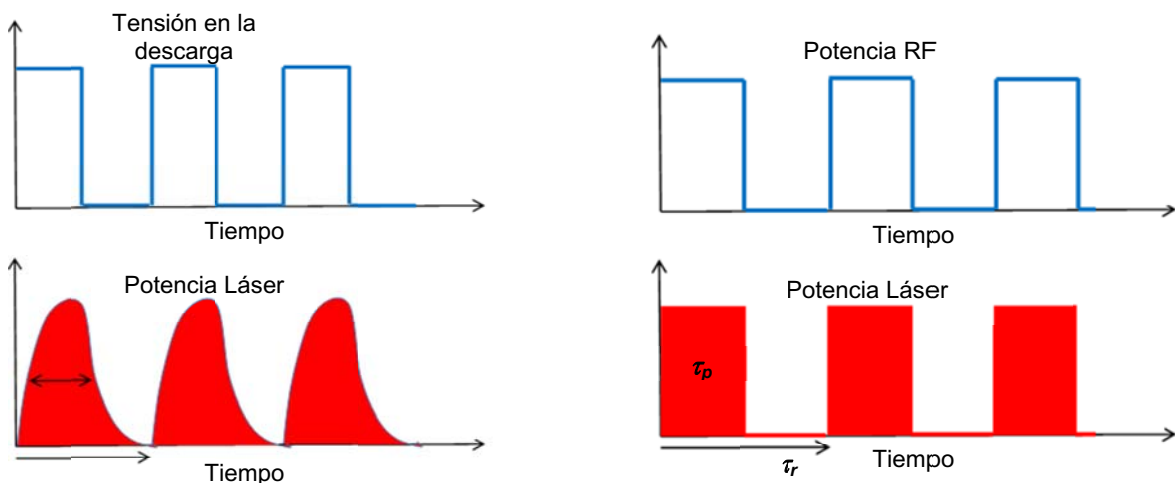 Tensión en la
descarga
Tiempo
Potencia Láser
Tiempo
Potencia RF
Tiempo
Potencia Láser
τp
τr
Tiempo